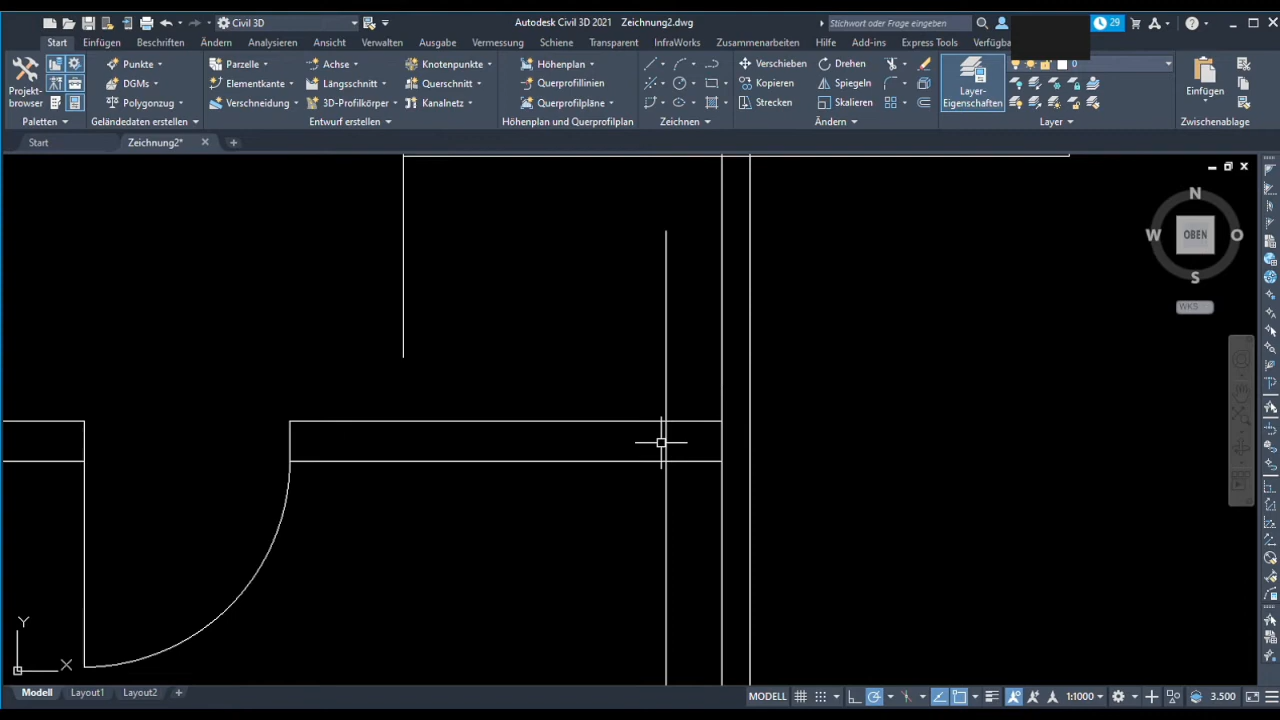 Civil 3D
Autodesk Civil 3D 2021 Zeichnung2.dwg
Stichwort oder Frage eingeben
29
Start Einfügen Beschriften Ändern Analysieren Ansicht Verwalten Ausgabe Vermessung Schiene Transparent InfraWorks Zusammenarbeiten Hilfe Add-ins Express Tools
Projekt-
browser
Punkte
DGMs
Polygonzug
Parzelle
Elementkante
Verschneidung
Achse
Längsschnitt
3D-Profilkörper
Knotenpunkte
Querschnitt
Kanalnetz
Höhenplan
Querprofillinien
Querprofilpläne
Verschieben
Kopieren
Strecken
Drehen
Spiegeln
Skalieren
Layer-
Eigenschaften
0
Einfügen
Paletten Geländedaten erstellen Entwurf erstellen Höhenplan und Querprofilplan Zeichnen Ändern Layer Zwischenablage
Start Zeichnung2*
N
W OBEN O
S
WKS
Y
X
Modell Layout1 Layout2 MODELL 1:1000 3.500